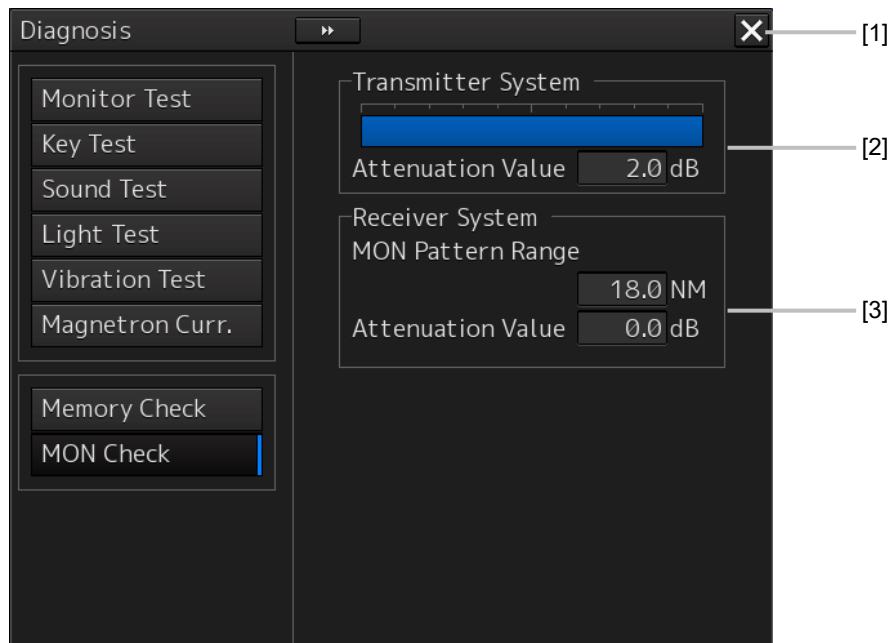 Diagnosis
[1]
Monitor Test
Key Test
Sound Test
Light Test
Vibration Test
Magnetron Curr.
Memory Check
MON Check
Transmitter System
Attenuation Value 2.0 dB
[2]
Receiver System
MON Pattern Range
18.0 NM
Attenuation Value 0.0 dB
[3]